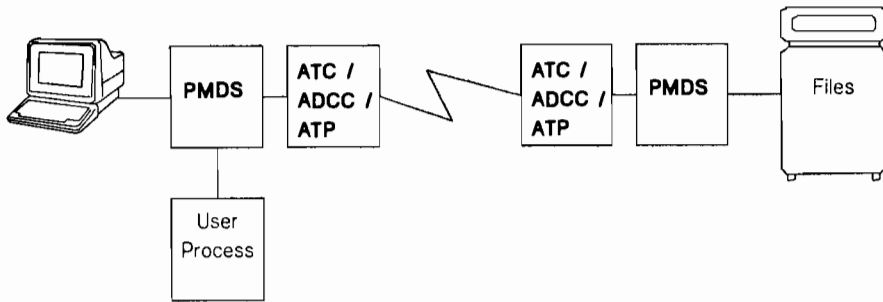 PMDS
ATC /
ADCC /
ATP
ATC /
ADCC /
ATP
PMDS
Files
User
Process